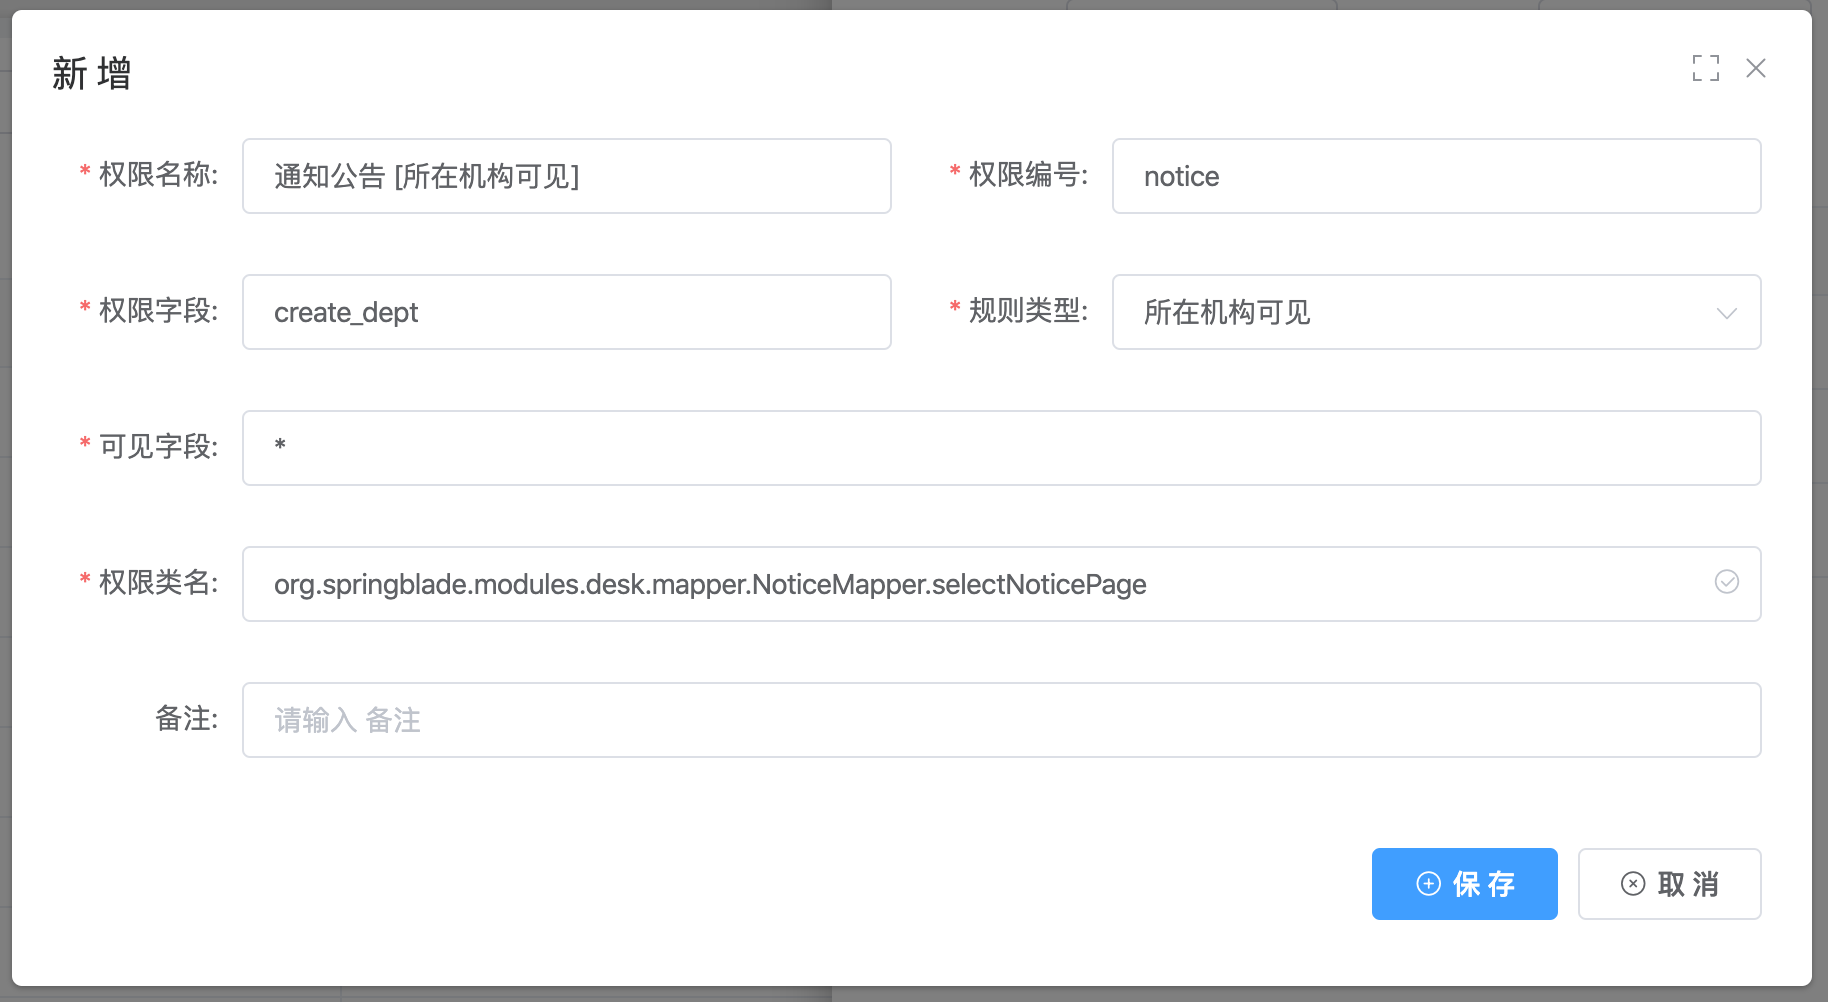 新 增
* 权限名称: 通知公告 [所在机构可见] * 权限编号: notice
* 权限字段: create_dept * 规则类型: 所在机构可见
* 可见字段: *
* 权限类名: org.springblade.modules.desk.mapper.NoticeMapper.selectNoticePage
备注: 请输入 备注
保 存 取 消